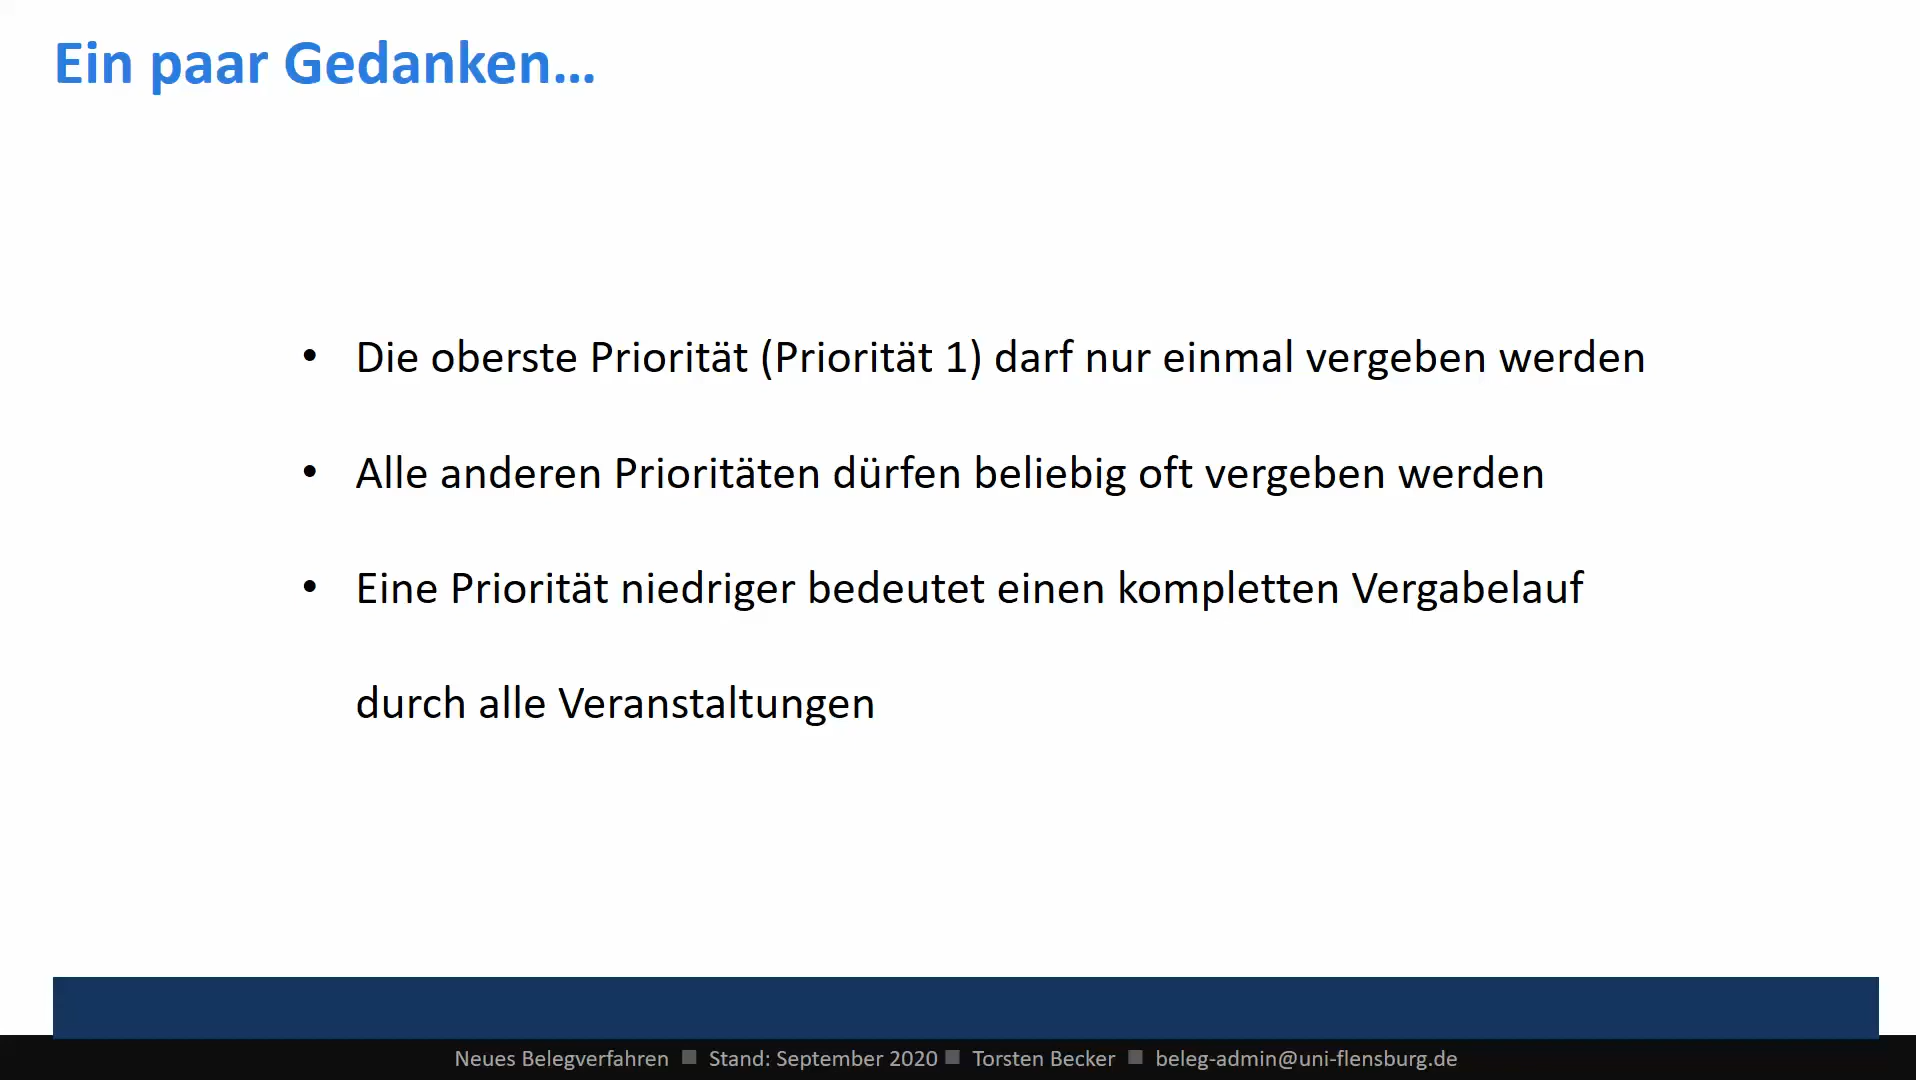 Ein paar Gedanken...
• Die oberste Priorität (Priorität 1) darf nur einmal vergeben werden
• Alle anderen Prioritäten dürfen beliebig oft vergeben werden
• Eine Priorität niedriger bedeutet einen kompletten Vergabelauf
durch alle Veranstaltungen
Neues Belegverfahren ■ Stand: September 2020 ■ Torsten Becker ■ beleg-admin@uni-flensburg.de